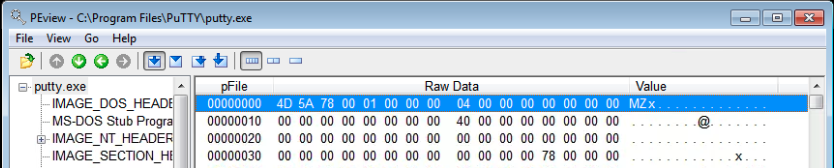 PEview - C:\Program Files\PuTTY\putty.exe
File View Go Help
putty.exe
IMAGE_DOS_HEADE
MS-DOS Stub Progra
IMAGE_NT_HEADER
IMAGE_SECTION_HE
pFile Raw Data Value
00000000 4D 5A 78 00 01 00 00 00 04 00 00 00 00 00 00 00 MZx.............
00000010 00 00 00 00 00 00 00 00 40 00 00 00 00 00 00 00 ........@.......
00000020 00 00 00 00 00 00 00 00 00 00 00 00 00 00 00 00 ................
00000030 00 00 00 00 00 00 00 00 00 00 00 00 78 00 00 00 ............x...